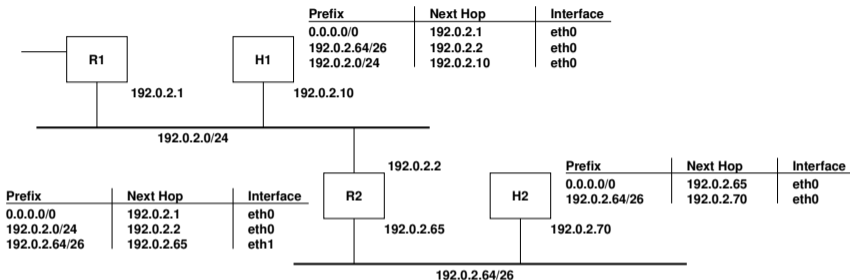 Prefix Next Hop Interface
0.0.0.0/0 192.0.2.1 eth0
192.0.2.64/26 192.0.2.2 eth0
192.0.2.0/24 192.0.2.10 eth0
R1
H1
192.0.2.1
192.0.2.10
192.0.2.0/24
192.0.2.2
Prefix Next Hop Interface
0.0.0.0/0 192.0.2.65 eth0
192.0.2.64/26 192.0.2.70 eth0
Prefix Next Hop Interface
0.0.0.0/0 192.0.2.1 eth0
192.0.2.0/24 192.0.2.2 eth0
192.0.2.64/26 192.0.2.65 eth1
R2
H2
192.0.2.65
192.0.2.70
192.0.2.64/26